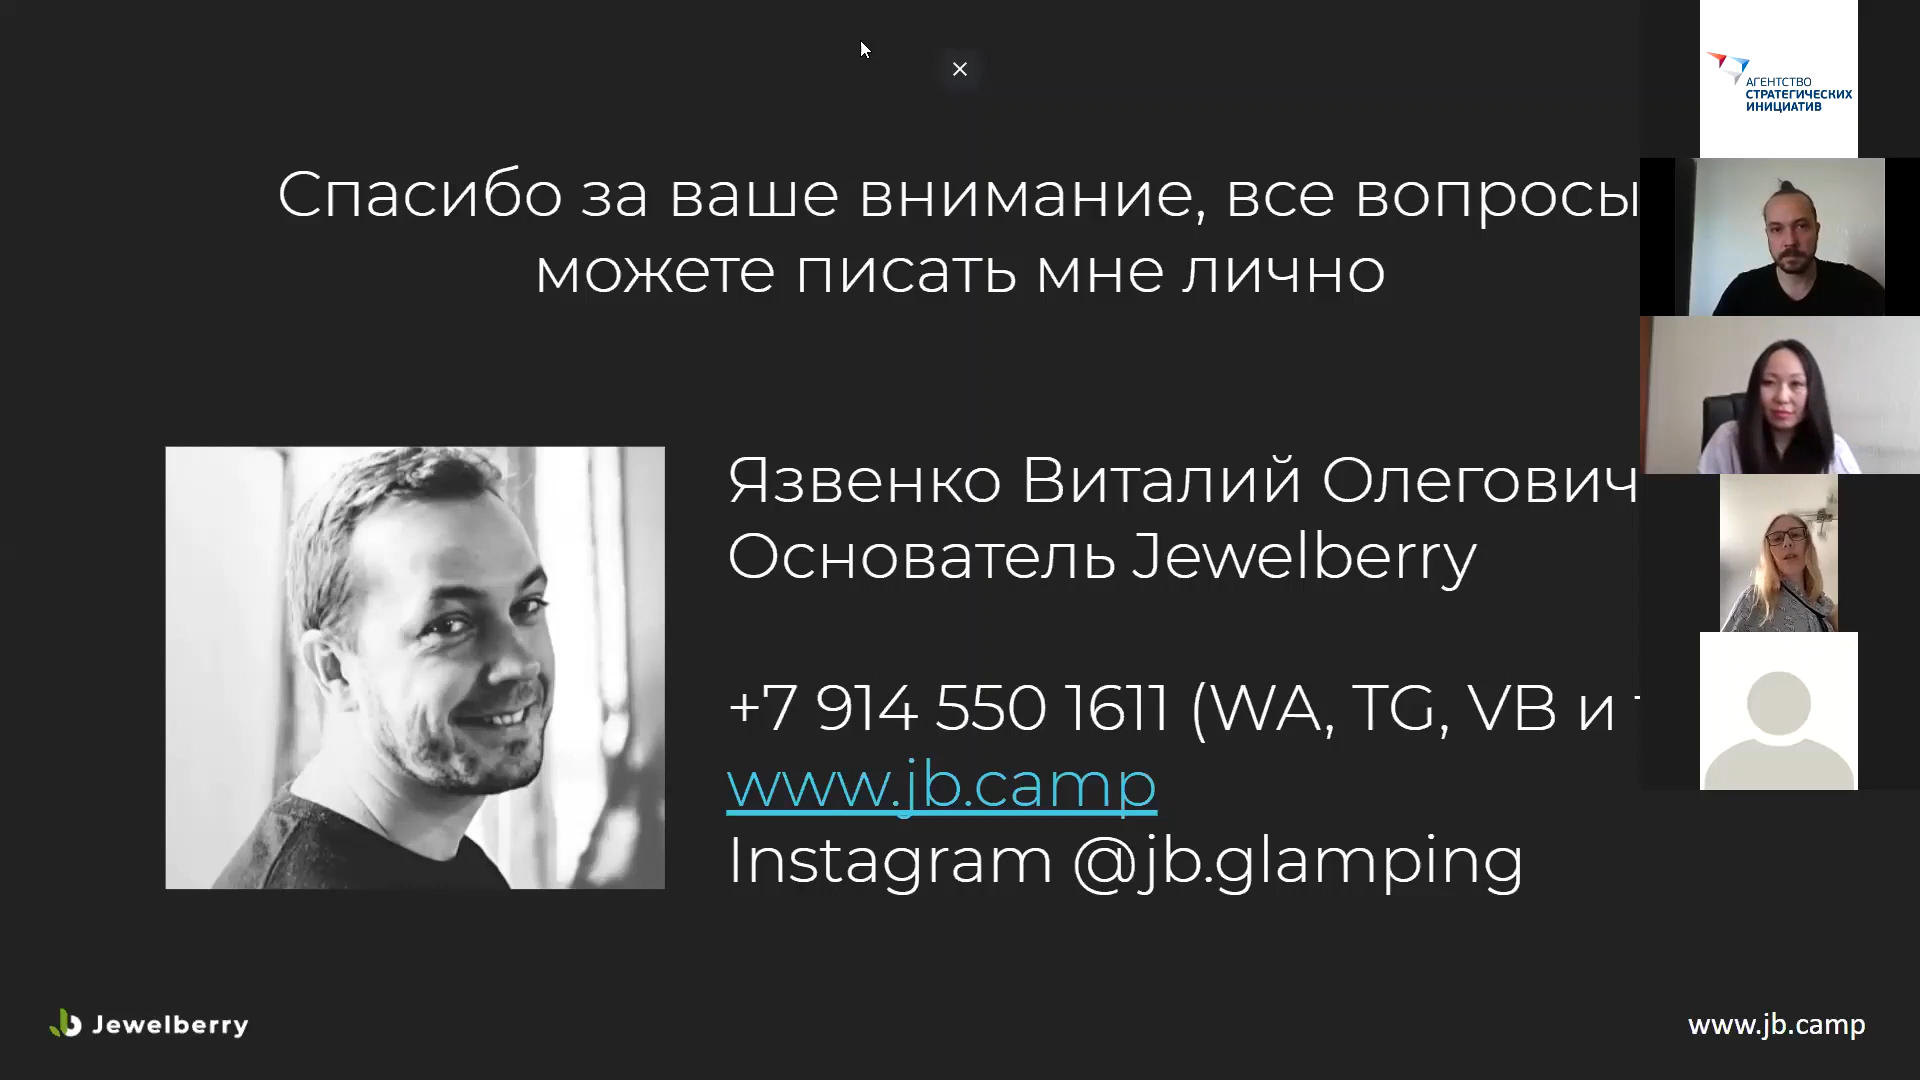 Спасибо за ваше внимание, все вопросы
можете писать мне лично
Язвенко Виталий Олегович
Основатель Jewelberry
+7 914 550 1611 (WA, TG, VB и
www.jb.camp
Instagram @jb.glamping
Jewelberry
www.jb.camp
АГЕНТСТВО
СТРАТЕГИЧЕСКИХ
ИНИЦИАТИВ